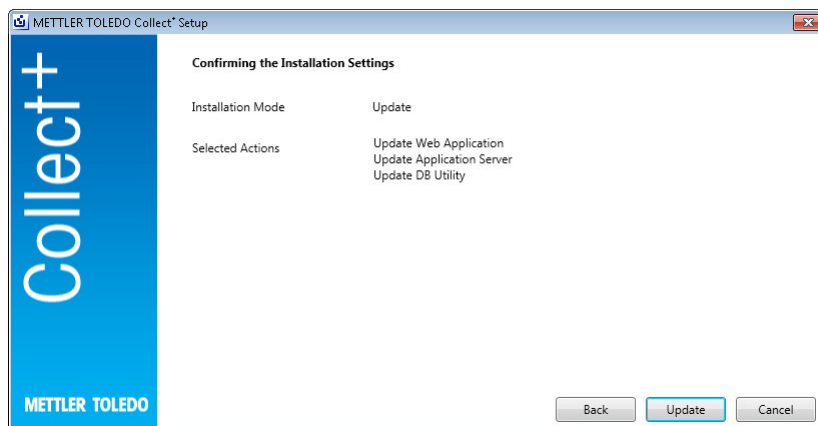 METTLER TOLEDO Collect+ Setup
Collect++
Confirming the Installation Settings
Installation Mode Update
Selected Actions Update Web Application
Update Application Server
Update DB Utility
METTLER TOLEDO
Back Update Cancel